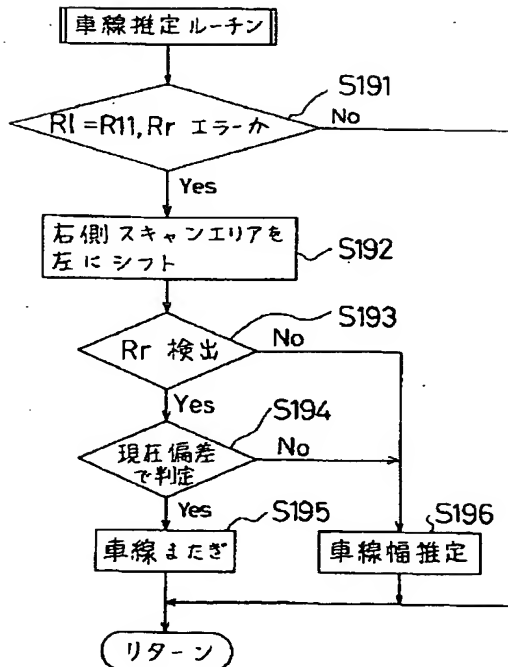 車線推定ルーチン
S191
Rl=R11,Rr エラーか
No
Yes
右側スキャンエリアを
左にシフト
S192
S193
Rr 検出
No
Yes
S194
現在偏差
で判定
No
Yes
S195
S196
車線またぎ
車線幅推定
リターン